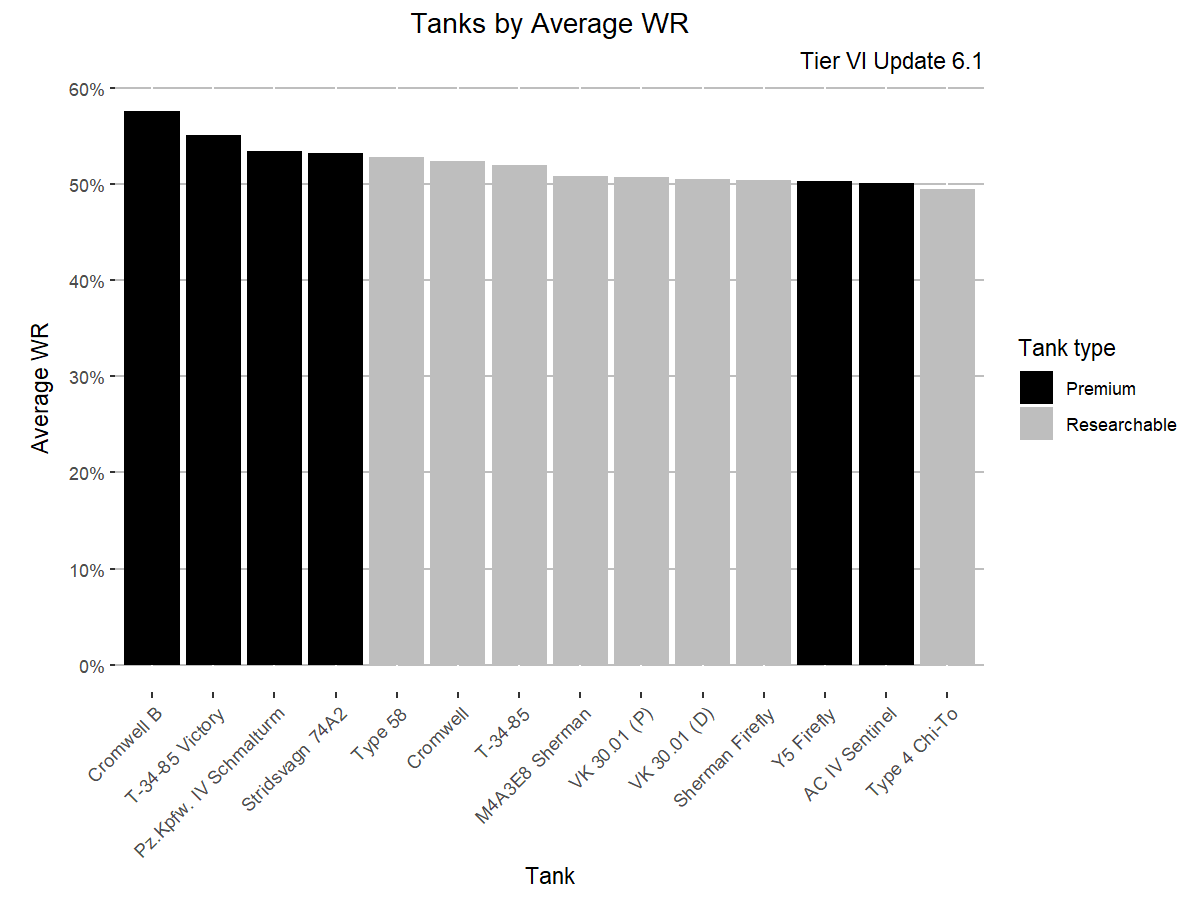 Tanks by Average WR
Tier VI Update 6.1
60%
50%
40%
30%
20%
10%
0%
Average WR
Cromwell B
T-34-85 Victory
Pz.Kpfw. IV Schmalturm
Stridsvagn 74A2
Type 58
Cromwell
T-34-85
M4A3E8 Sherman
VK 30.01 (P)
VK 30.01 (D)
Sherman Firefly
Y5 Firefly
AC IV Sentinel
Type 4 Chi-To
Tank
Tank type
Premium
Researchable